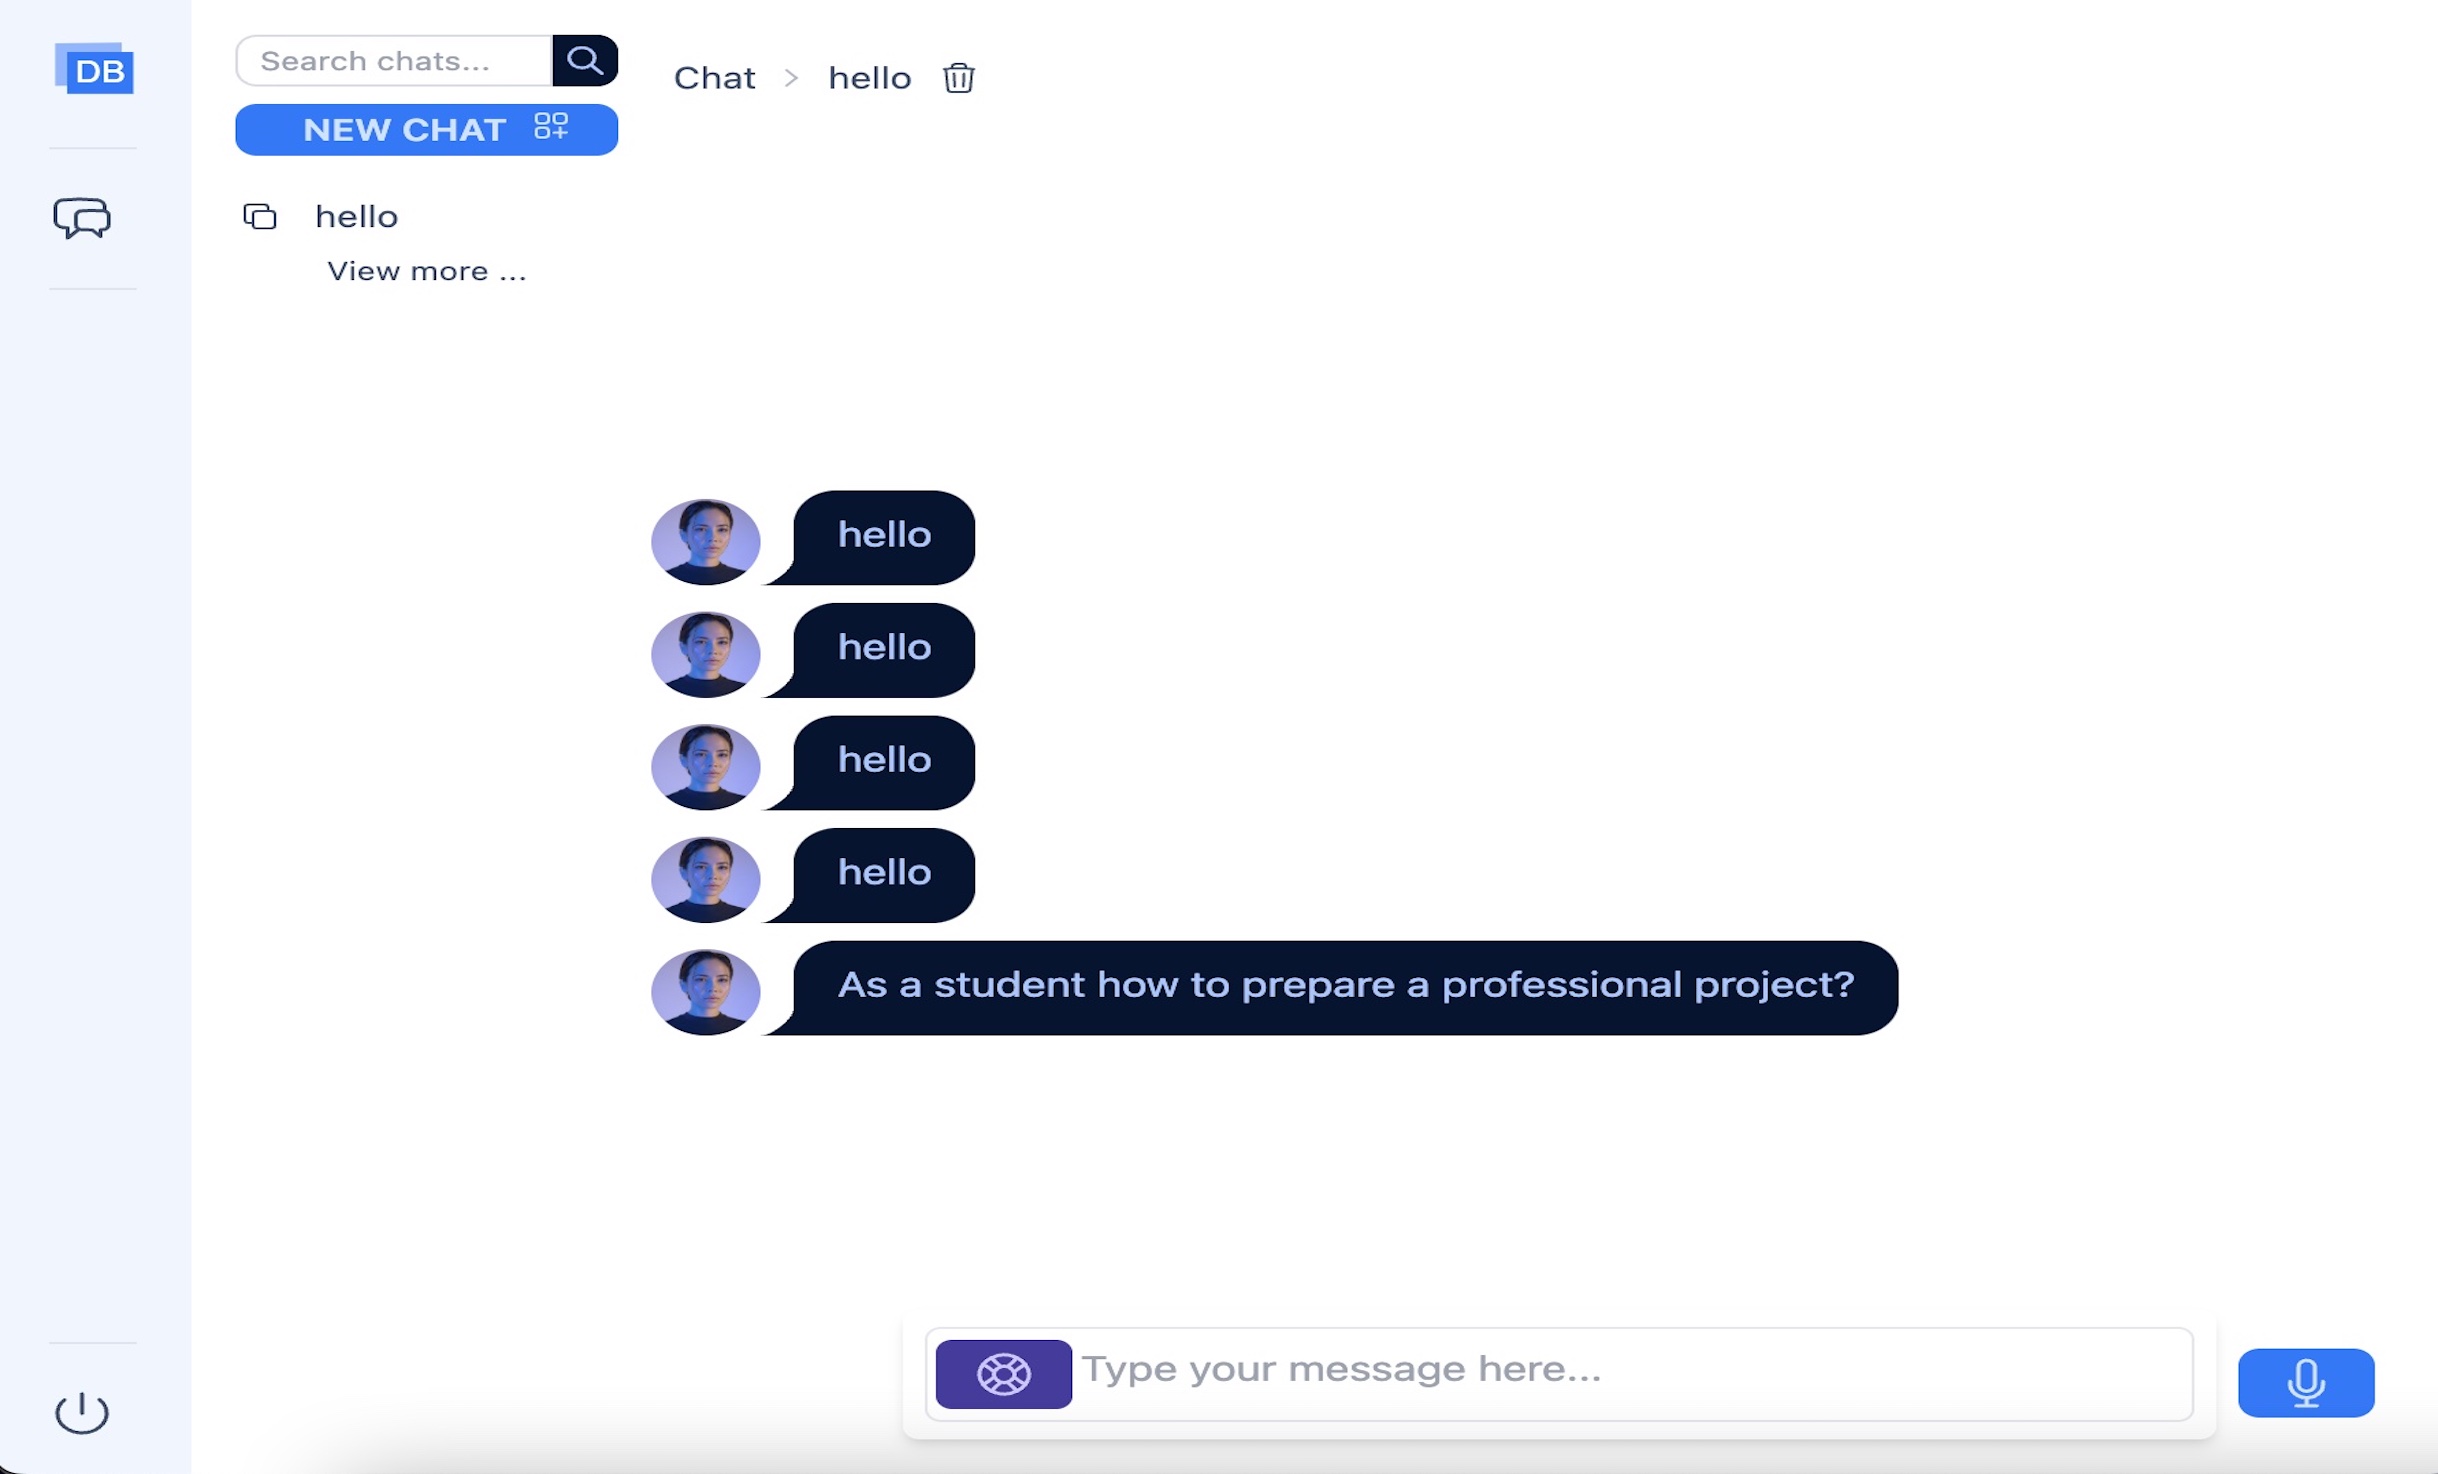 DB
Search chats...
NEW CHAT
hello
View more ...
Chat > hello
hello
hello
hello
hello
As a student how to prepare a professional project?
Type your message here...